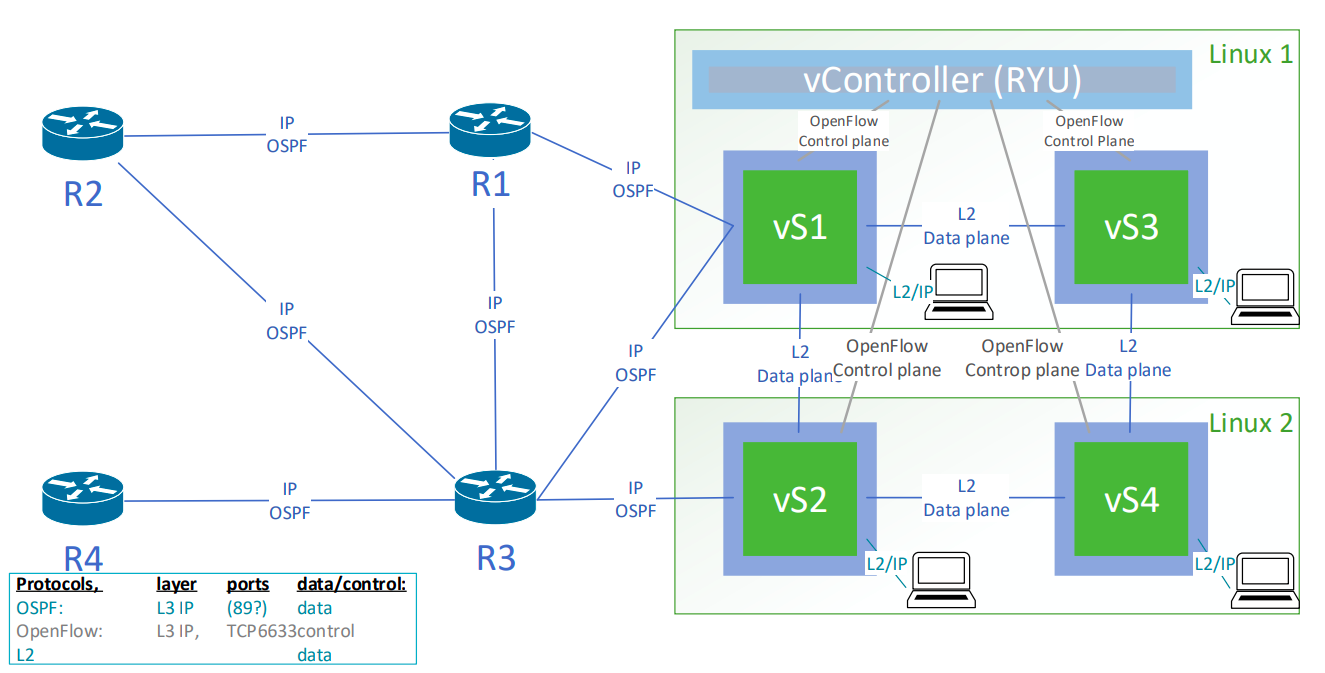 Linux 1
vController (RYU)
OpenFlow
Control plane
OpenFlow
Control Plane
IP
OSPF
R2
R1
IP
OSPF
vS1
L2
Data plane
vS3
L2/IP
L2/IP
IP
OSPF
IP
OSPF
IP
OSPF
L2
Data plane
OpenFlow
Control plane
OpenFlow
Controp plane
L2
Data plane
Linux 2
IP
OSPF
R4
R3
IP
OSPF
vS2
L2
Data plane
vS4
L2/IP
L2/IP
Protocols, layer ports data/control:
OSPF: L3 IP (89?) data
OpenFlow: L3 IP, TCP6633control
L2 data